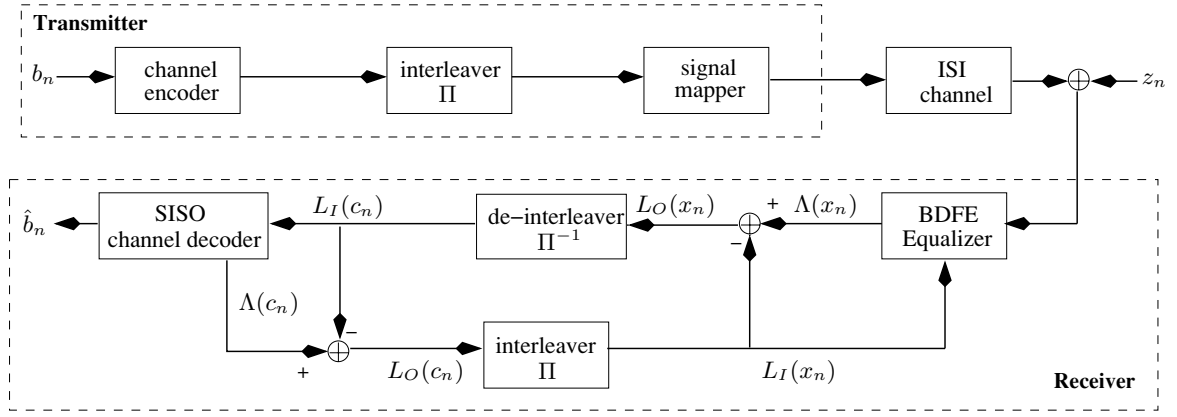 Transmitter
b_n
channel
encoder
interleaver
Π
signal
mapper
ISI
channel
z_n
b̂_n
SISO
channel decoder
L_I(c_n)
de−interleaver
Π^{−1}
L_O(x_n)
+
−
Λ(x_n)
BDFE
Equalizer
Λ(c_n)
−
+
L_O(c_n)
interleaver
Π
L_I(x_n)
Receiver